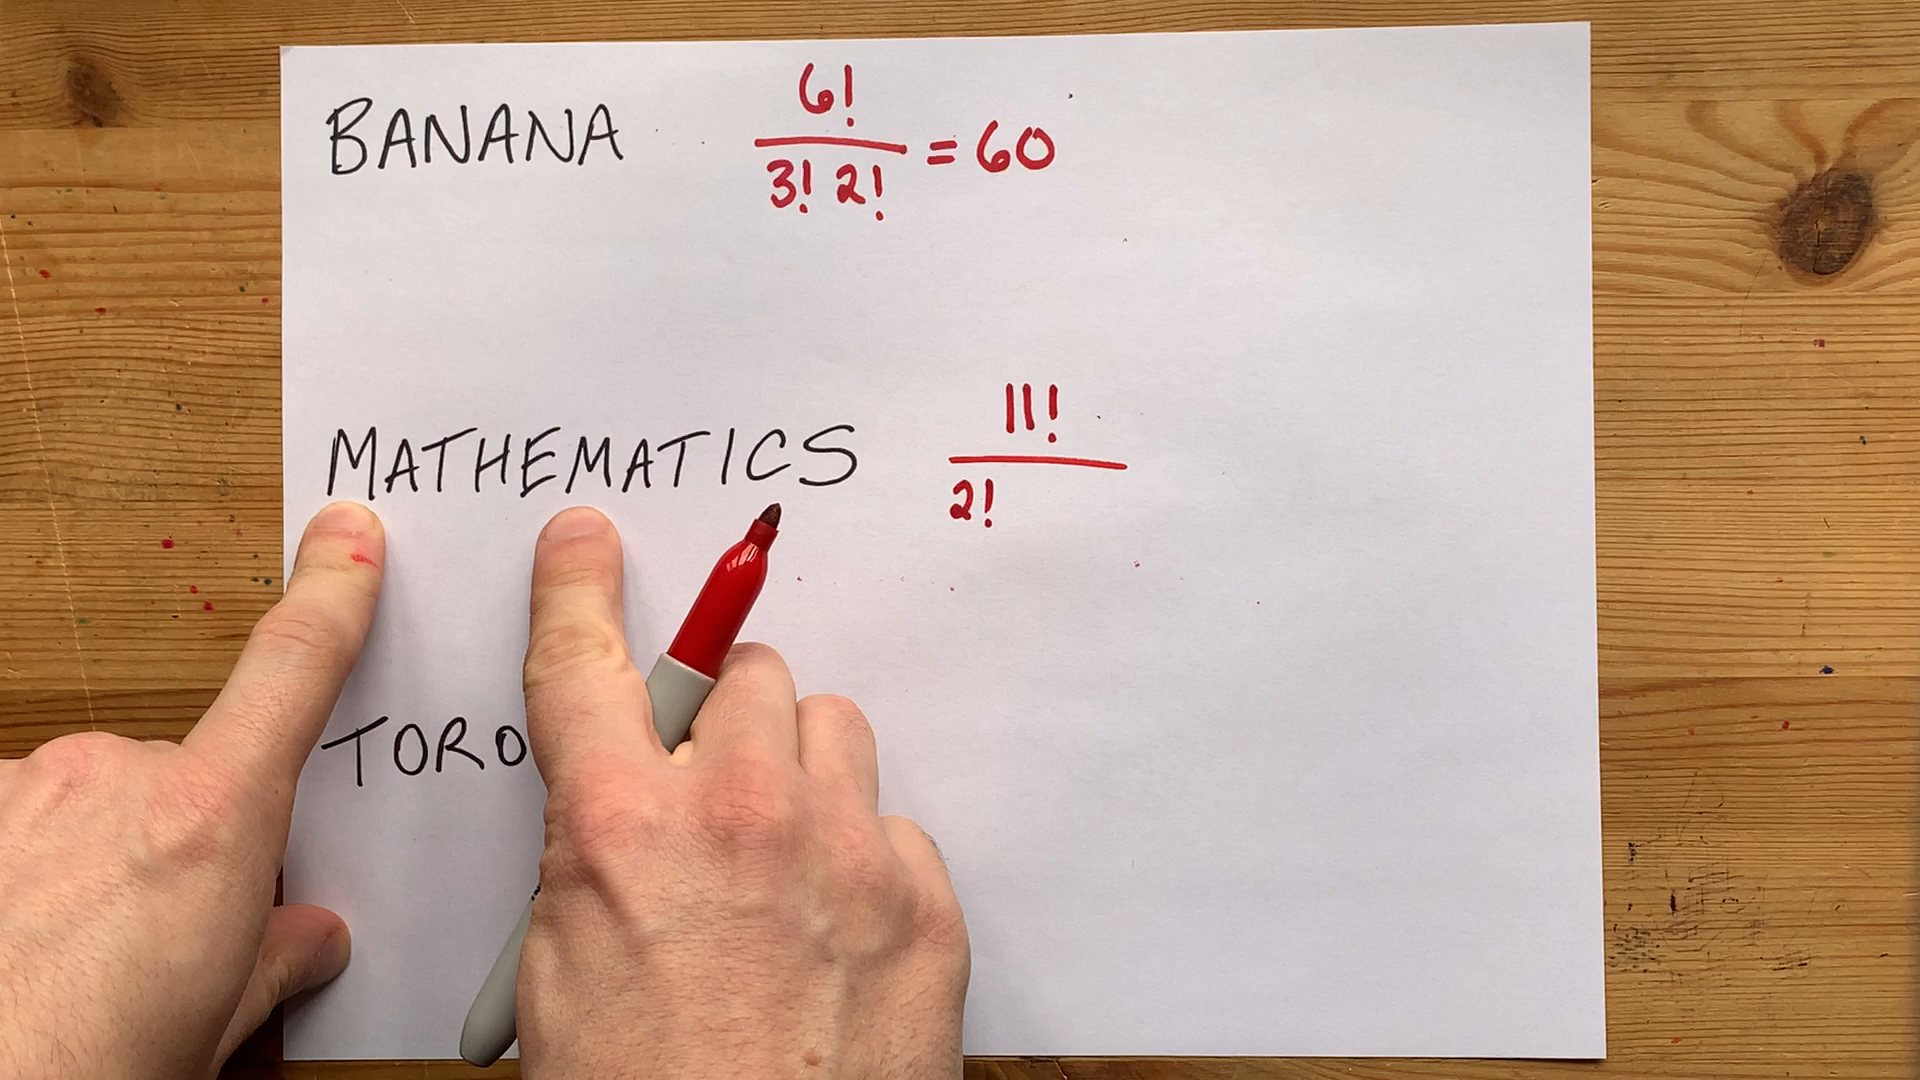 BANANA 6! / 3! 2! = 60
MATHEMATICS 11! / 2!
TORO